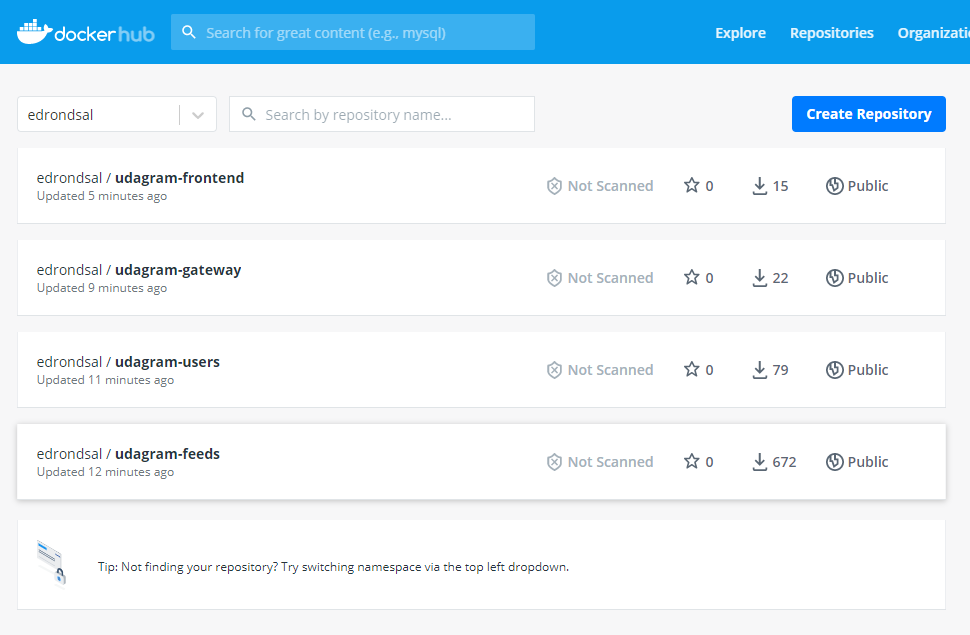 docker hub
Search for great content (e.g., mysql)
Explore
Repositories
Organizati
edrondsal
Search by repository name...
Create Repository
edrondsal / udagram-frontend
Updated 5 minutes ago
Not Scanned
0
15
Public
edrondsal / udagram-gateway
Updated 9 minutes ago
Not Scanned
0
22
Public
edrondsal / udagram-users
Updated 11 minutes ago
Not Scanned
0
79
Public
edrondsal / udagram-feeds
Updated 12 minutes ago
Not Scanned
0
672
Public
Tip: Not finding your repository? Try switching namespace via the top left dropdown.